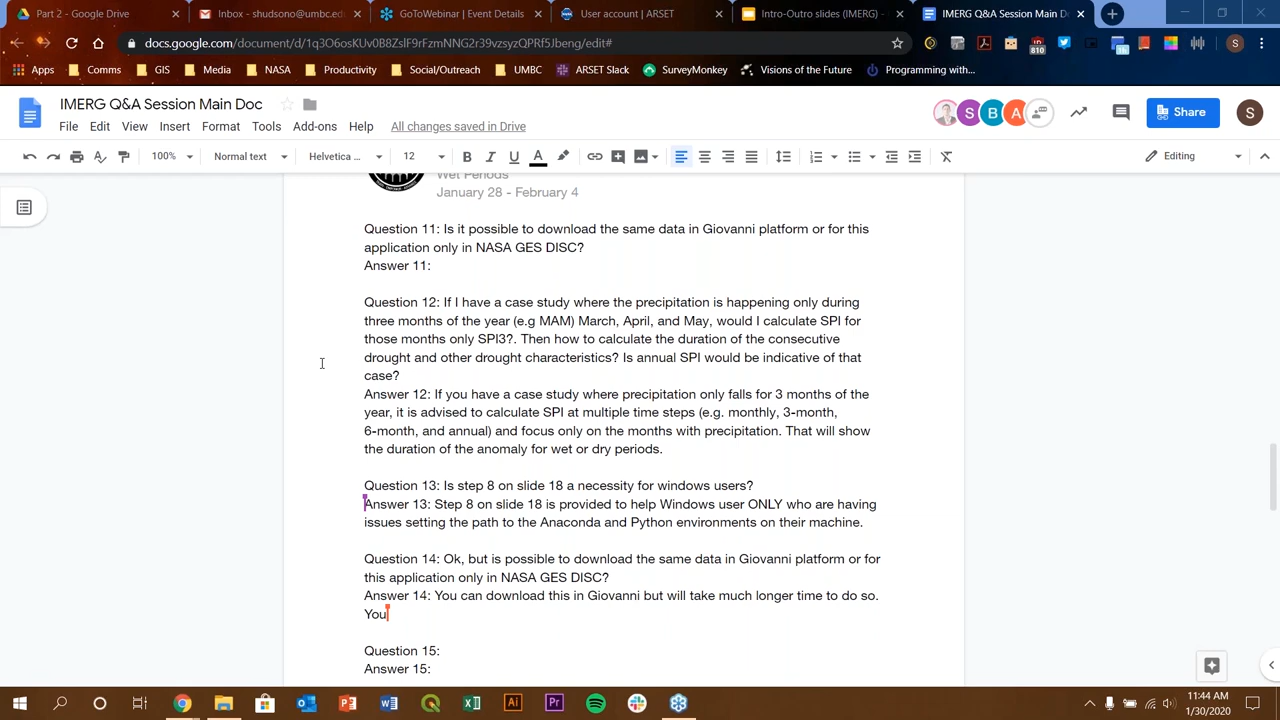 Part 2 - Google Drive
Inbox - shudsono@umbc.ed
GoToWebinar | Event Details
User account | ARSET
Intro-Outro slides (IMERG) -
IMERG Q&A Session Main D
docs.google.com/document/d/1q3O6osKUv0B8ZslF9rFzmNNG2r39vzsyzQPRf5Jbeng/edit#
810
S
Apps
Comms
GIS
Media
NASA
Productivity
Social/Outreach
UMBC
ARSET Slack
SurveyMonkey
Visions of the Future
Programming with...
IMERG Q&A Session Main Doc
S
B
A
Share
S
File
Edit
View
Insert
Format
Tools
Add-ons
Help
All changes saved in Drive
100%
Normal text
Helvetica ...
12
B
I
U
A
Editing
Wet Periods
January 28 - February 4
Question 11: Is it possible to download the same data in Giovanni platform or for this
application only in NASA GES DISC?
Answer 11:
Question 12: If I have a case study where the precipitation is happening only during
three months of the year (e.g MAM) March, April, and May, would I calculate SPI for
those months only SPI3?. Then how to calculate the duration of the consecutive
drought and other drought characteristics? Is annual SPI would be indicative of that
case?
Answer 12: If you have a case study where precipitation only falls for 3 months of the
year, it is advised to calculate SPI at multiple time steps (e.g. monthly, 3-month,
6-month, and annual) and focus only on the months with precipitation. That will show
the duration of the anomaly for wet or dry periods.
Question 13: Is step 8 on slide 18 a necessity for windows users?
Answer 13: Step 8 on slide 18 is provided to help Windows user ONLY who are having
issues setting the path to the Anaconda and Python environments on their machine.
Question 14: Ok, but is possible to download the same data in Giovanni platform or for
this application only in NASA GES DISC?
Answer 14: You can download this in Giovanni but will take much longer time to do so.
You
Question 15:
Answer 15:
11:44 AM
1/30/2020